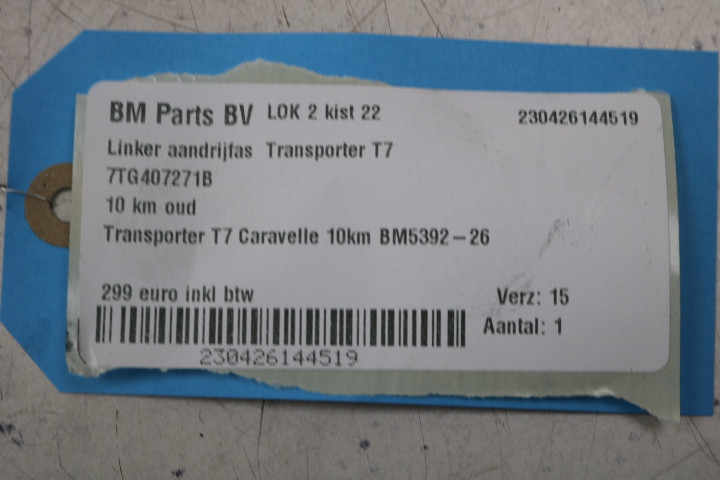 BM Parts BV LOK 2 kist 22 230426144519
Linker aandrijfas Transporter T7
7TG407271B
10 km oud
Transporter T7 Caravelle 10km BM5392-26
299 euro inkl btw Verz: 15
Aantal: 1
230426144519